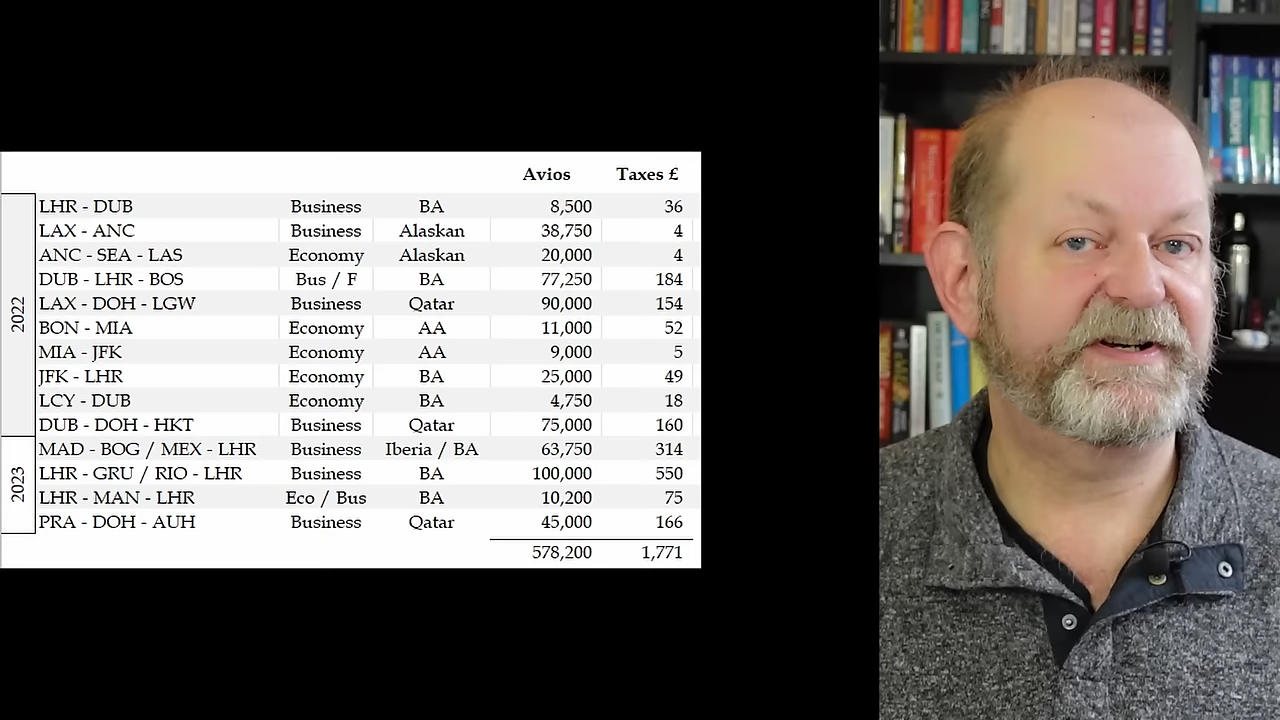 Avios Taxes £
2022
LHR - DUB Business BA 8,500 36
LAX - ANC Business Alaskan 38,750 4
ANC - SEA - LAS Economy Alaskan 20,000 4
DUB - LHR - BOS Bus / F BA 77,250 184
LAX - DOH - LGW Business Qatar 90,000 154
BON - MIA Economy AA 11,000 52
MIA - JFK Economy AA 9,000 5
JFK - LHR Economy BA 25,000 49
LCY - DUB Economy BA 4,750 18
DUB - DOH - HKT Business Qatar 75,000 160
2023
MAD - BOG / MEX - LHR Business Iberia / BA 63,750 314
LHR - GRU / RIO - LHR Business BA 100,000 550
LHR - MAN - LHR Eco / Bus BA 10,200 75
PRA - DOH - AUH Business Qatar 45,000 166
578,200 1,771
EUROPE